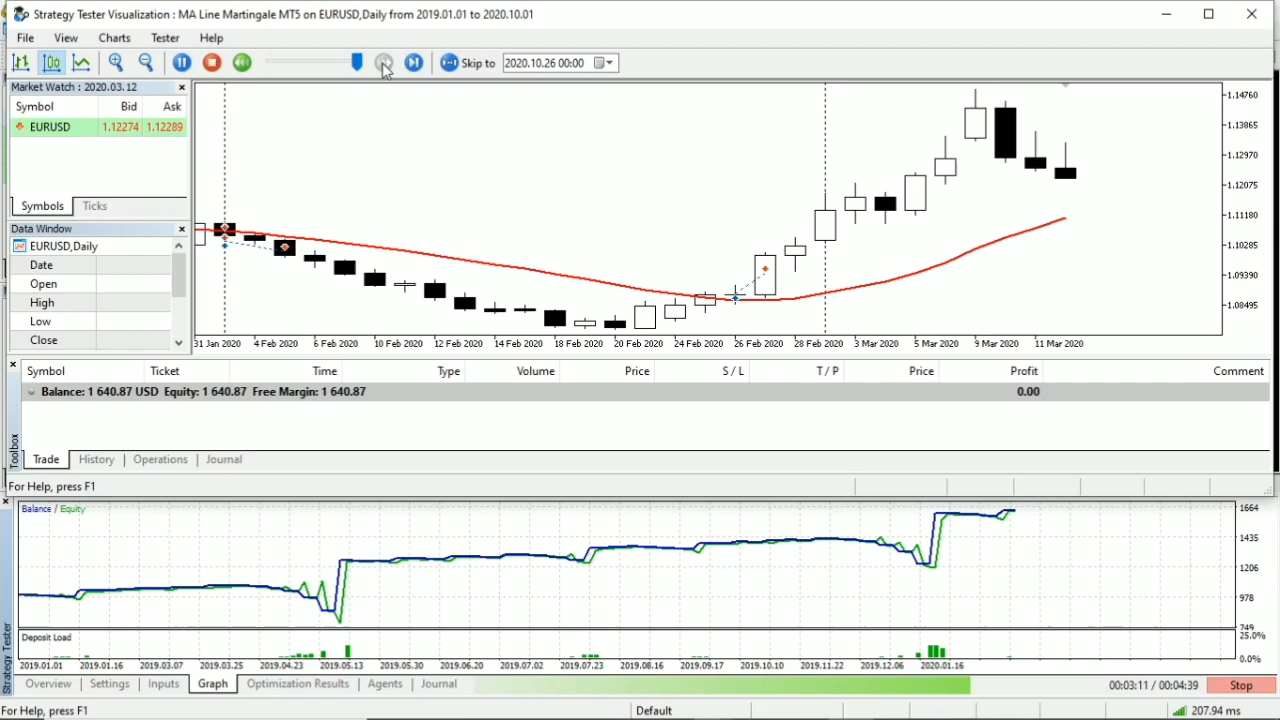 Strategy Tester Visualization : MA Line Martingale MT5 on EURUSD,Daily from 2019.01.01 to 2020.10.01
File View Charts Tester Help
Skip to 2020.10.26 00:00
Market Watch : 2020.03.12
Symbol Bid Ask
EURUSD 1.12274 1.12289
Symbols Ticks
Data Window
EURUSD,Daily
Date
Open
High
Low
Close
1.14760
1.13865
1.12970
1.12075
1.11180
1.10285
1.09390
1.08495
31 Jan 2020 4 Feb 2020 6 Feb 2020 10 Feb 2020 12 Feb 2020 14 Feb 2020 18 Feb 2020 20 Feb 2020 24 Feb 2020 26 Feb 2020 28 Feb 2020 3 Mar 2020 5 Mar 2020 9 Mar 2020 11 Mar 2020
Symbol Ticket Time Type Volume Price S / L T / P Price Profit Comment
Balance: 1 640.87 USD Equity: 1 640.87 Free Margin: 1 640.87 0.00
Toolbox
Trade History Operations Journal
For Help, press F1
Balance / Equity
1664
1435
1206
978
749
Deposit Load
25.0%
0.0%
2019.01.01 2019.01.16 2019.03.07 2019.03.25 2019.04.23 2019.05.13 2019.05.30 2019.06.20 2019.07.02 2019.07.23 2019.08.16 2019.09.17 2019.10.10 2019.11.22 2019.12.06 2020.01.16
Strategy Tester
Overview Settings Inputs Graph Optimization Results Agents Journal 00:03:11 / 00:04:39 Stop
For Help, press F1 Default 207.94 ms